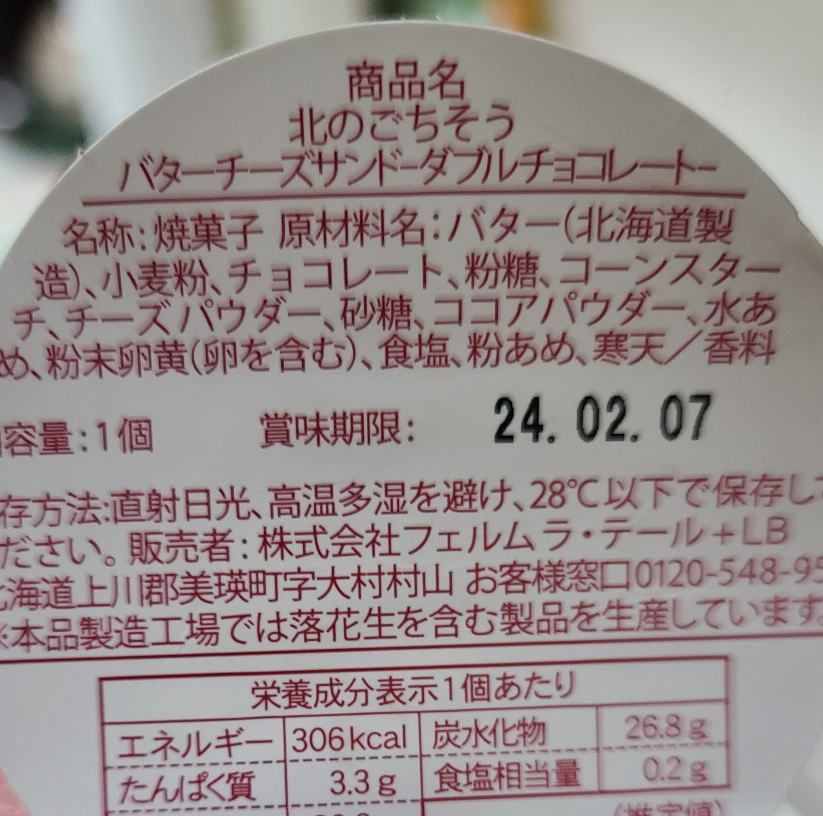 商品名
北のごちそう
バターチーズサンドーダブルチョコレートー
名称:焼菓子 原材料名:バター(北海道製
造)、小麦粉、チョコレート、粉糖、コーンスター
チ、チーズパウダー、砂糖、ココアパウダー、水あ
め、粉末卵黄(卵を含む)、食塩、粉あめ、寒天/香料
容量:1個 賞味期限: 24.02.07
存方法:直射日光、高温多湿を避け、28℃以下で保存して
ださい。販売者:株式会社フェルム ラ・テール+LB
海道上川郡美瑛町字大村村山 お客様窓口0120-548-95
※本品製造工場では落花生を含む製品を生産しています。
栄養成分表示1個あたり
エネルギー 306kcal 炭水化物 26.8g
たんぱく質 3.3g 食塩相当量 0.2g
(推定値)